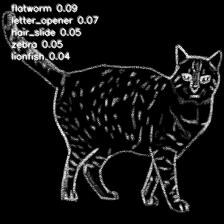 flatworm 0.09
letter_opener 0.07
hair_slide 0.05
zebra 0.05
lionfish 0.04